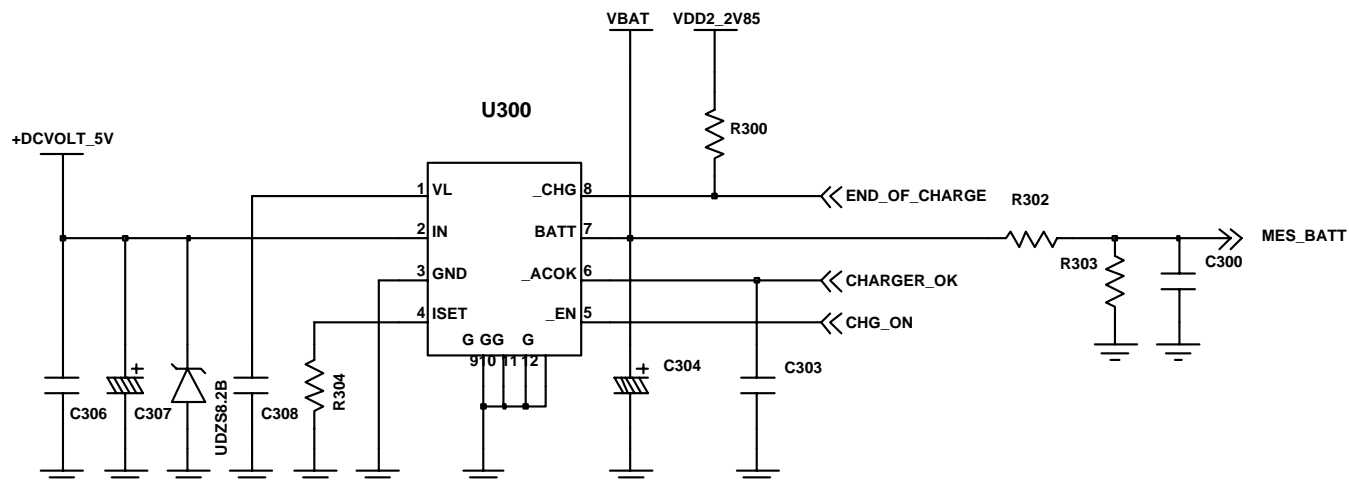 VBAT VDD2_2V85
U300
R300
+DCVOLT_5V
1 VL _CHG 8 END_OF_CHARGE
R302
2 IN BATT 7 MES_BATT
R303 C300
3 GND _ACOK 6 CHARGER_OK
4 ISET _EN 5 CHG_ON
G GG G
910 11 12
+ + C304 C303
C306 C307 UDZS8.2B C308 R304